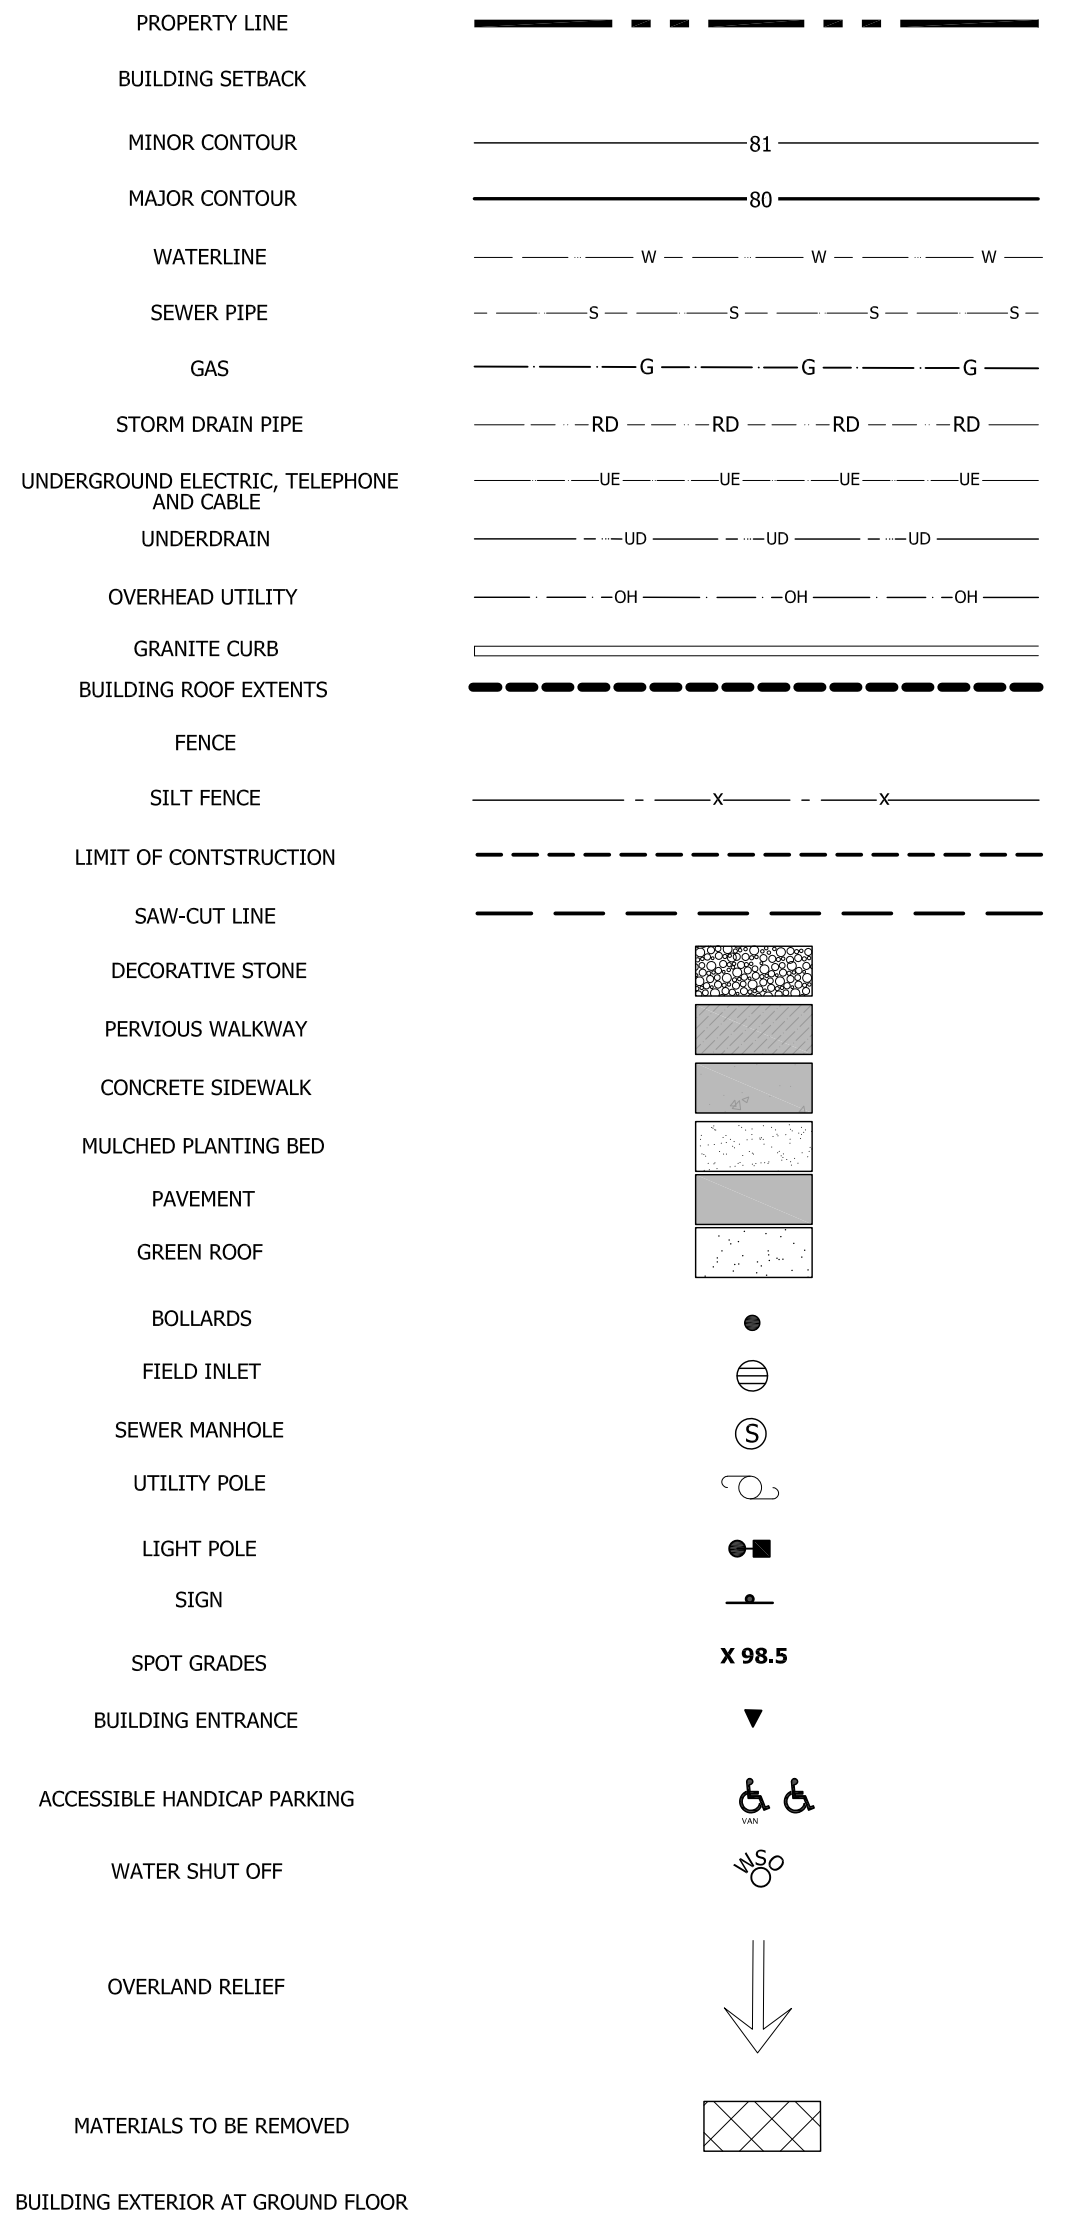 PROPERTY LINE
BUILDING SETBACK
MINOR CONTOUR 81
MAJOR CONTOUR 80
WATERLINE W W W
SEWER PIPE S S S S
GAS G G G
STORM DRAIN PIPE RD RD RD RD
UNDERGROUND ELECTRIC, TELEPHONE UE UE UE UE
AND CABLE
UNDERDRAIN UD UD UD
OVERHEAD UTILITY OH OH OH
GRANITE CURB
BUILDING ROOF EXTENTS
FENCE
SILT FENCE X X
LIMIT OF CONTSTRUCTION
SAW-CUT LINE
DECORATIVE STONE
PERVIOUS WALKWAY
CONCRETE SIDEWALK
MULCHED PLANTING BED
PAVEMENT
GREEN ROOF
BOLLARDS
FIELD INLET
SEWER MANHOLE S
UTILITY POLE
LIGHT POLE
SIGN
SPOT GRADES X 98.5
BUILDING ENTRANCE
ACCESSIBLE HANDICAP PARKING
VAN
WATER SHUT OFF WSO
OVERLAND RELIEF
MATERIALS TO BE REMOVED
BUILDING EXTERIOR AT GROUND FLOOR